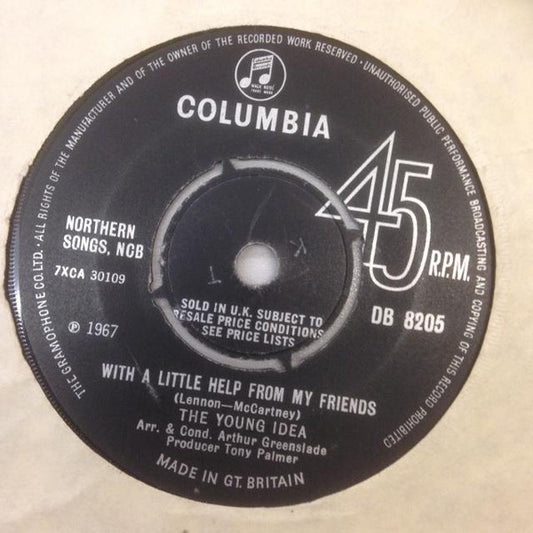 THE GRAMOPHONE CO. LTD. · ALL RIGHTS OF THE MANUFACTURER AND OF THE OWNER OF THE RECORDED WORK RESERVED · UNAUTHORISED PUBLIC PERFORMANCE BROADCASTING AND COPYING OF THIS RECORD PROHIBITED
COLUMBIA
45
R.P.M.
NORTHERN
SONGS, NCB
7XCA 30109
℗ 1967
SOLD IN U.K. SUBJECT TO
RESALE PRICE CONDITIONS
SEE PRICE LISTS
DB 8205
WITH A LITTLE HELP FROM MY FRIENDS
(Lennon—McCartney)
THE YOUNG IDEA
Arr. & Cond. Arthur Greenslade
Producer Tony Palmer
MADE IN GT. BRITAIN
K
T